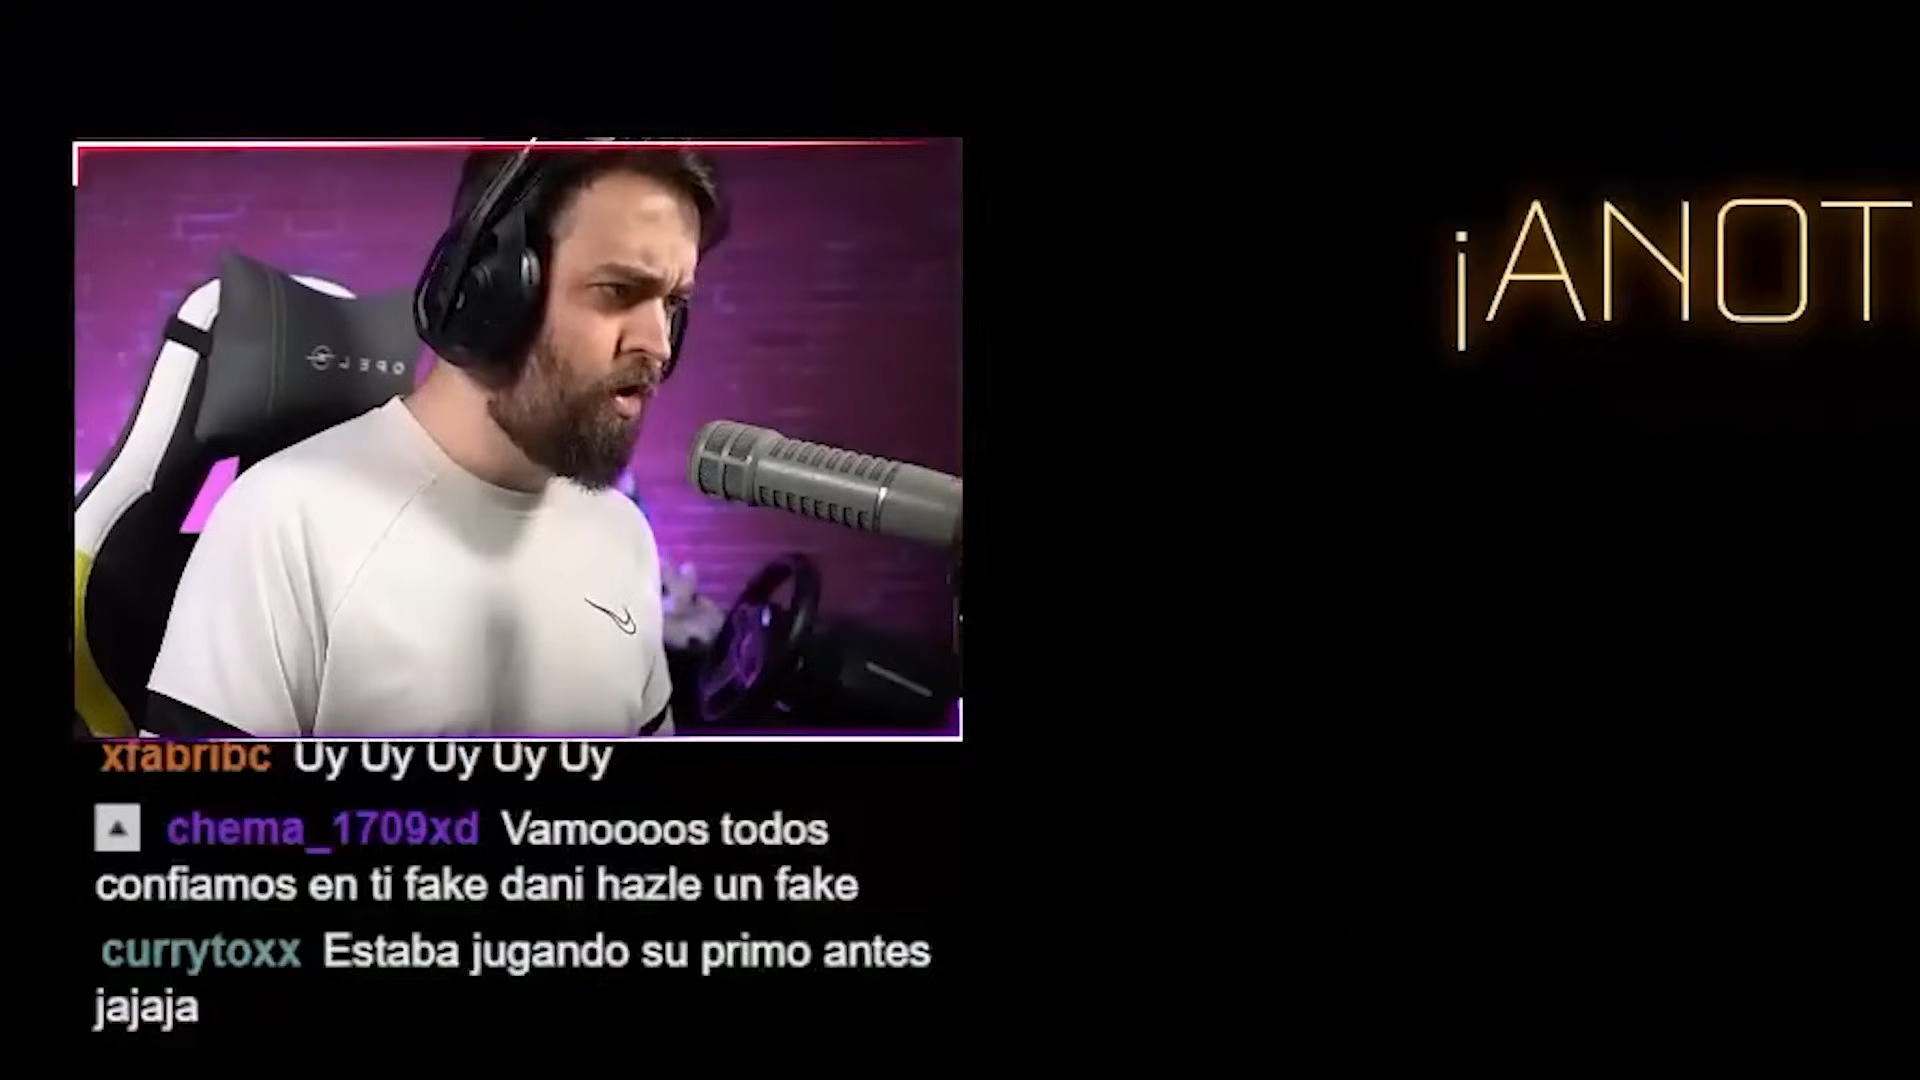 OPEL
¡ANOT
xfabribc Uy Uy Uy Uy Uy
chema_1709xd Vamoooos todos
confiamos en ti fake dani hazle un fake
currytoxx Estaba jugando su primo antes
jajaja